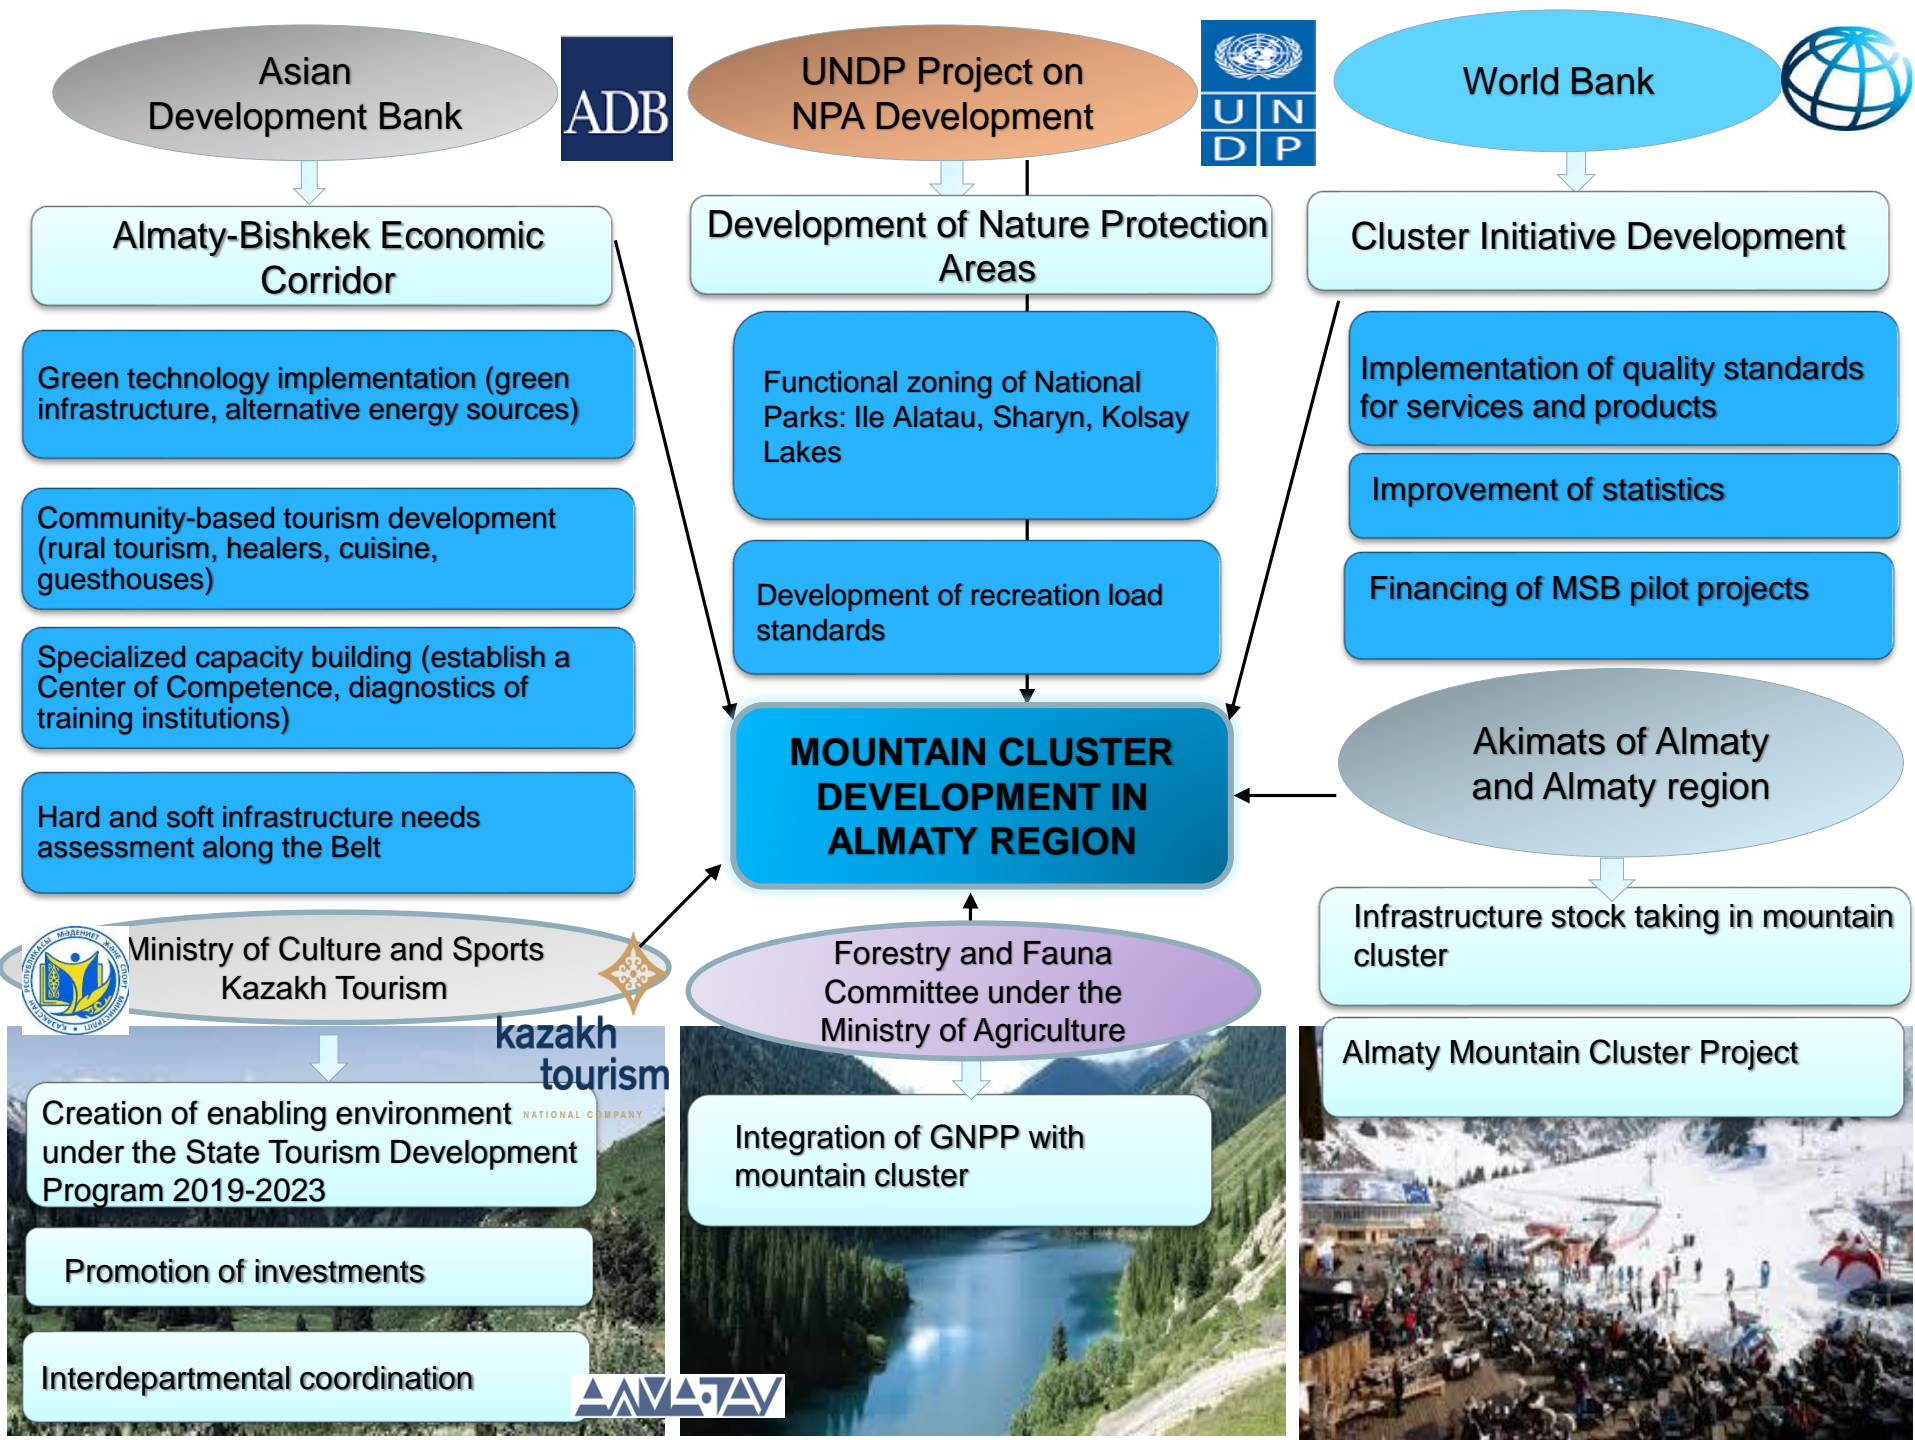 Asian
Development Bank
ADB
UNDP Project on
NPA Development
U N
D P
World Bank
Almaty-Bishkek Economic
Corridor
Development of Nature Protection
Areas
Cluster Initiative Development
Green technology implementation (green
infrastructure, alternative energy sources)
Community-based tourism development
(rural tourism, healers, cuisine,
guesthouses)
Specialized capacity building (establish a
Center of Competence, diagnostics of
training institutions)
Hard and soft infrastructure needs
assessment along the Belt
Functional zoning of National
Parks: Ile Alatau, Sharyn, Kolsay
Lakes
Development of recreation load
standards
Implementation of quality standards
for services and products
Improvement of statistics
Financing of MSB pilot projects
MOUNTAIN CLUSTER
DEVELOPMENT IN
ALMATY REGION
Akimats of Almaty
and Almaty region
Infrastructure stock taking in mountain
cluster
Almaty Mountain Cluster Project
Ministry of Culture and Sports
Kazakh Tourism
kazakh
tourism
NATIONAL COMPANY
Creation of enabling environment
under the State Tourism Development
Program 2019-2023
Promotion of investments
Interdepartmental coordination
Forestry and Fauna
Committee under the
Ministry of Agriculture
Integration of GNPP with
mountain cluster